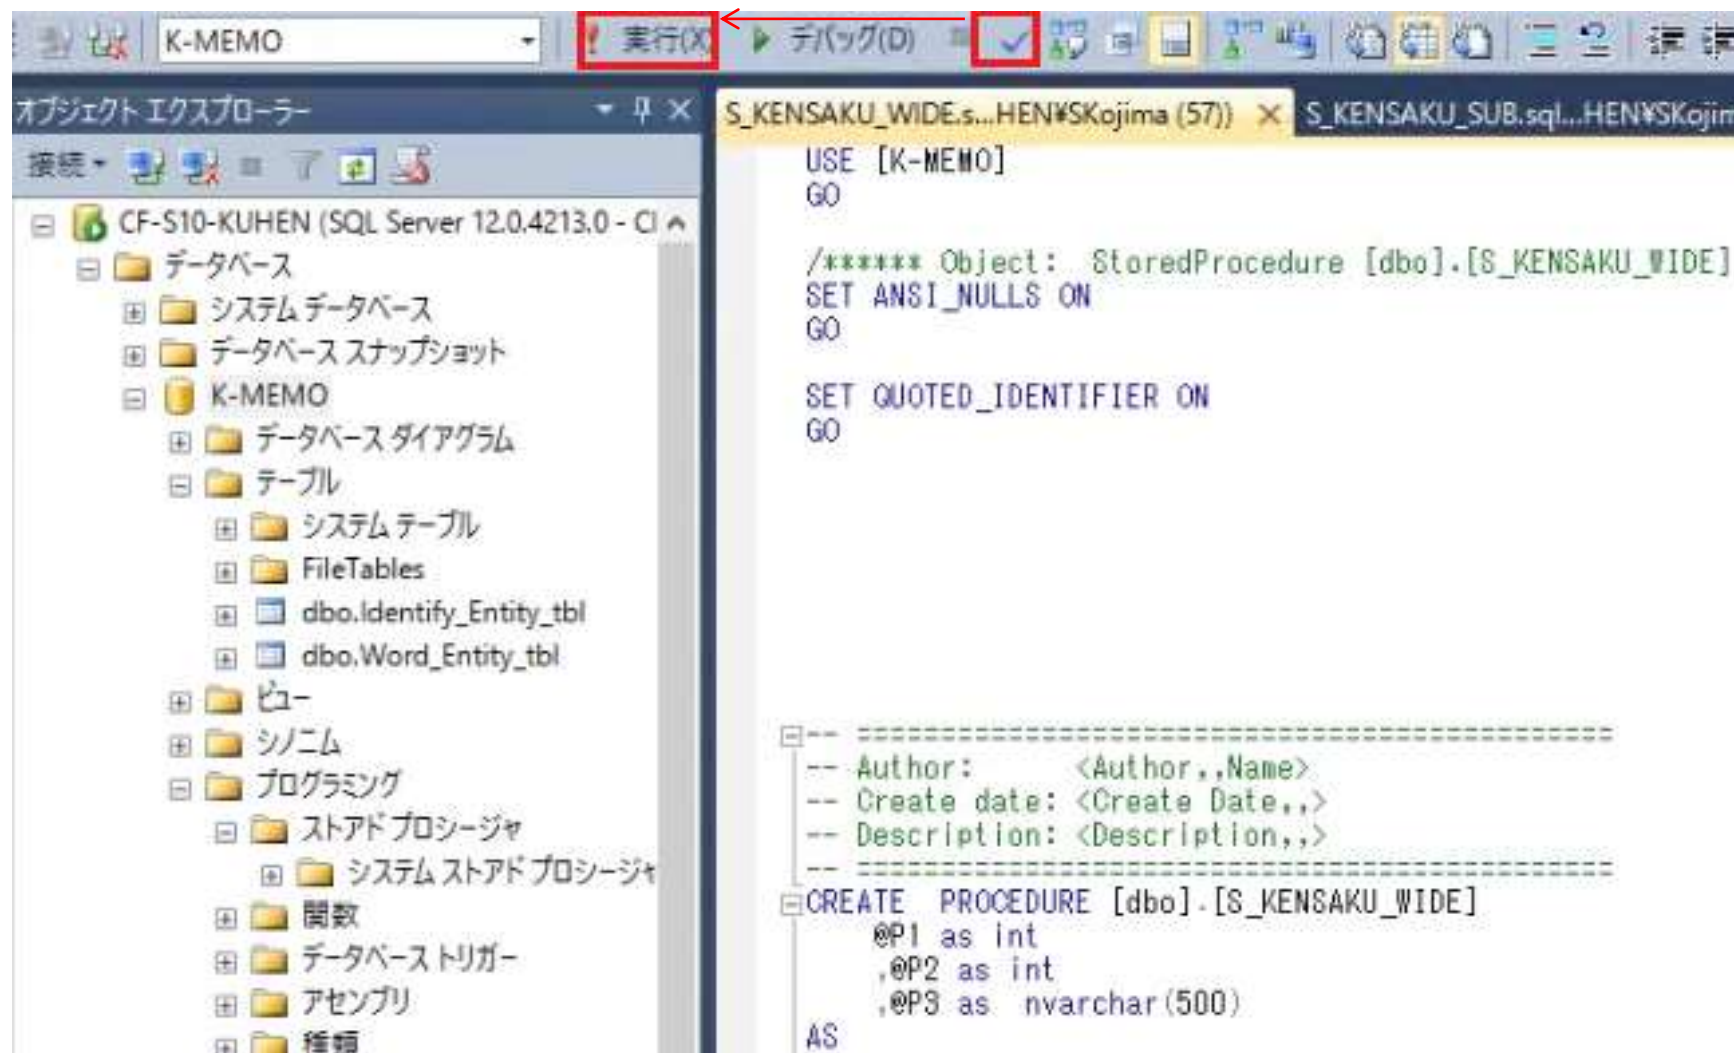 K-MEMO
実行(X
デバッグ(D)
オブジェクト エクスプローラー
接続
CF-S10-KUHEN (SQL Server 12.0.4213.0 - Cl
データベース
システム データベース
データベース スナップショット
K-MEMO
データベース ダイアグラム
テーブル
システム テーブル
FileTables
dbo.Identify_Entity_tbl
dbo.Word_Entity_tbl
ビュー
シノニム
プログラミング
ストアド プロシージャ
システム ストアド プロシージャ
関数
データベース トリガー
アセンブリ
種類
S_KENSAKU_WIDE.s...HEN¥SKojima (57))
S_KENSAKU_SUB.sql...HEN¥SKojim
USE [K-MEMO]
GO
/****** Object:  StoredProcedure [dbo].[S_KENSAKU_WIDE]
SET ANSI_NULLS ON
GO
SET QUOTED_IDENTIFIER ON
GO
-- =============================================
-- Author:      <Author,,Name>
-- Create date: <Create Date,,>
-- Description: <Description,,>
-- =============================================
CREATE  PROCEDURE [dbo].[S_KENSAKU_WIDE]
@P1 as int
,@P2 as int
,@P3 as  nvarchar(500)
AS